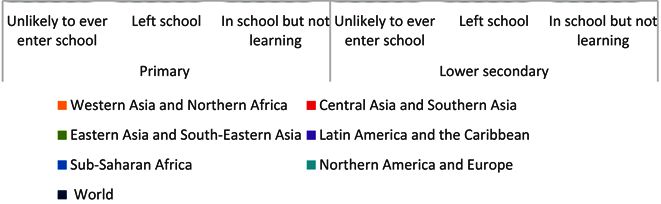 Unlikely to ever enter school Left school In school but not learning Unlikely to ever enter school Left school In school but not learning
Primary Lower secondary
Western Asia and Northern Africa Central Asia and Southern Asia
Eastern Asia and South-Eastern Asia Latin America and the Caribbean
Sub-Saharan Africa Northern America and Europe
World